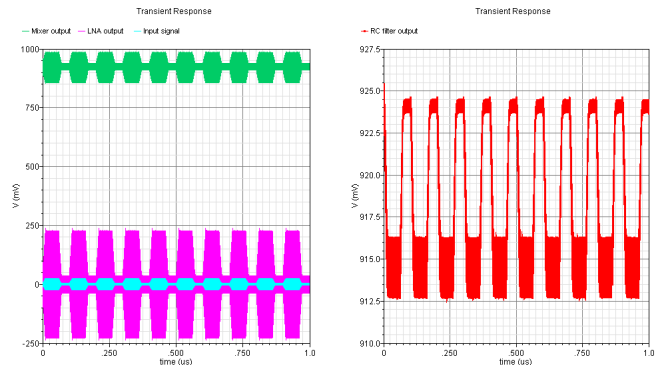 Transient Response
Mixer output LNA output Input signal
1000
750
500
250
0
-250
V (mV)
0 .250 .500 .750 1.0
time (us)
Transient Response
RC filter output
927.5
925.0
922.5
920.0
917.5
915.0
912.5
910.0
V (mV)
0 .250 .500 .750 1.0
time (us)